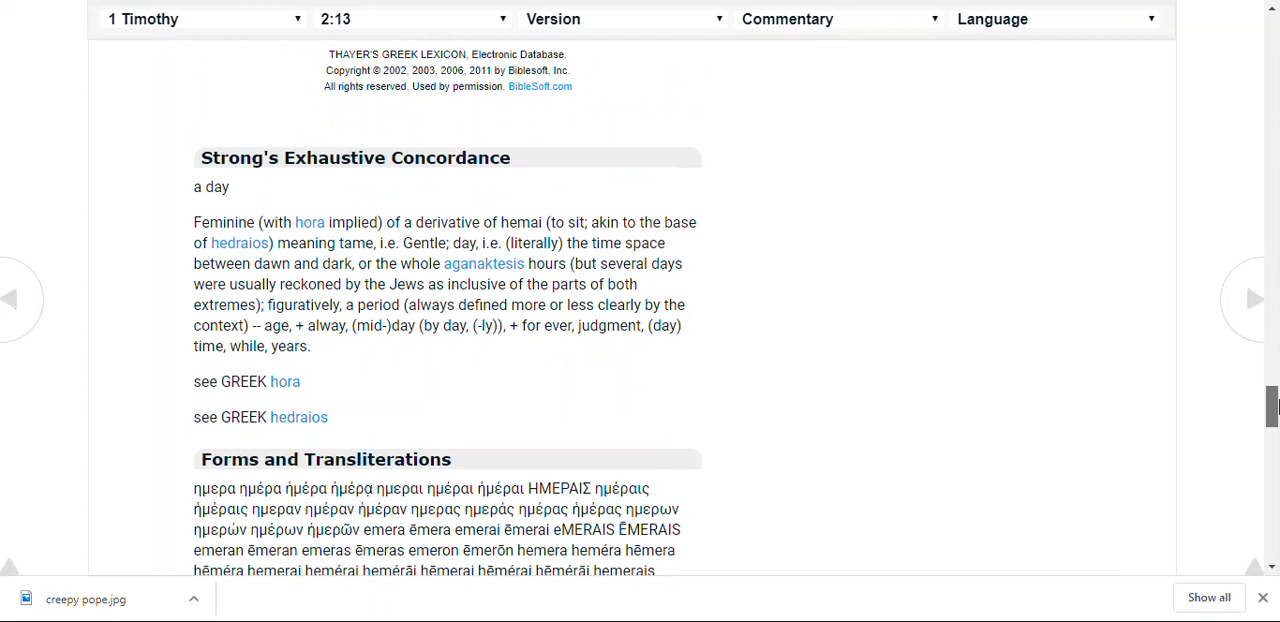 1 Timothy ▼ 2:13 ▼ Version ▼ Commentary ▼ Language ▼
THAYER'S GREEK LEXICON, Electronic Database.
Copyright © 2002, 2003, 2006, 2011 by Biblesoft, Inc.
All rights reserved. Used by permission. BibleSoft.com
Strong's Exhaustive Concordance
a day
Feminine (with hora implied) of a derivative of hemai (to sit; akin to the base
of hedraios) meaning tame, i.e. Gentle; day, i.e. (literally) the time space
between dawn and dark, or the whole aganaktesis hours (but several days
were usually reckoned by the Jews as inclusive of the parts of both
extremes); figuratively, a period (always defined more or less clearly by the
context) -- age, + alway, (mid-)day (by day, (-ly)), + for ever, judgment, (day)
time, while, years.
see GREEK hora
see GREEK hedraios
Forms and Transliterations
ημερα ημέρα ἡμέρα ἡμέρᾳ ημεραι ημέραι ἡμέραι ΗΜΕΡΑΙΣ ημέραις
ἡμέραις ημεραν ημέραν ἡμέραν ημερας ημεράς ημέρας ἡμέρας ημερων
ημερών ημέρων ἡμερῶν emera ēmera emerai ēmerai eMERAIS ĒMERAIS
emeran ēmeran emeras ēmeras emeron ēmerōn hemera heméra hēmera
hēméra hemerai hemérai hemérāi hēmerai hēmérai hēmérāi hemerais
creepy pope.jpg
Show all